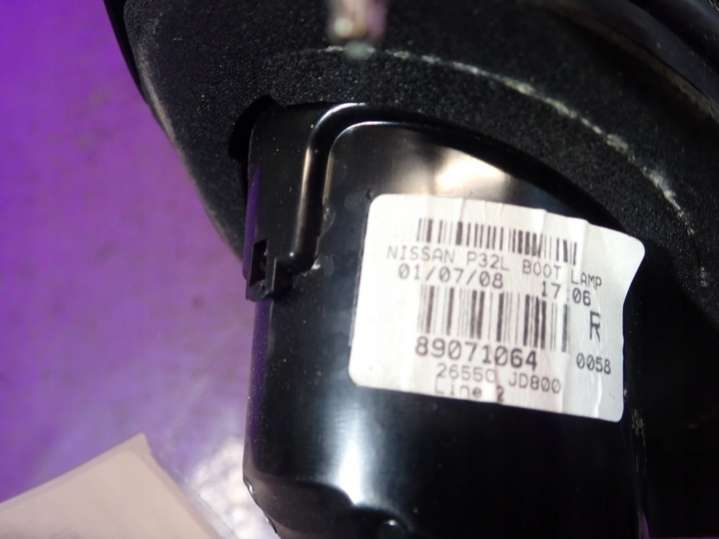 NISSAN P32L BOOT LAMP
01/07/08 17:06
R
89071064 0058
26550 JD800
Line 2